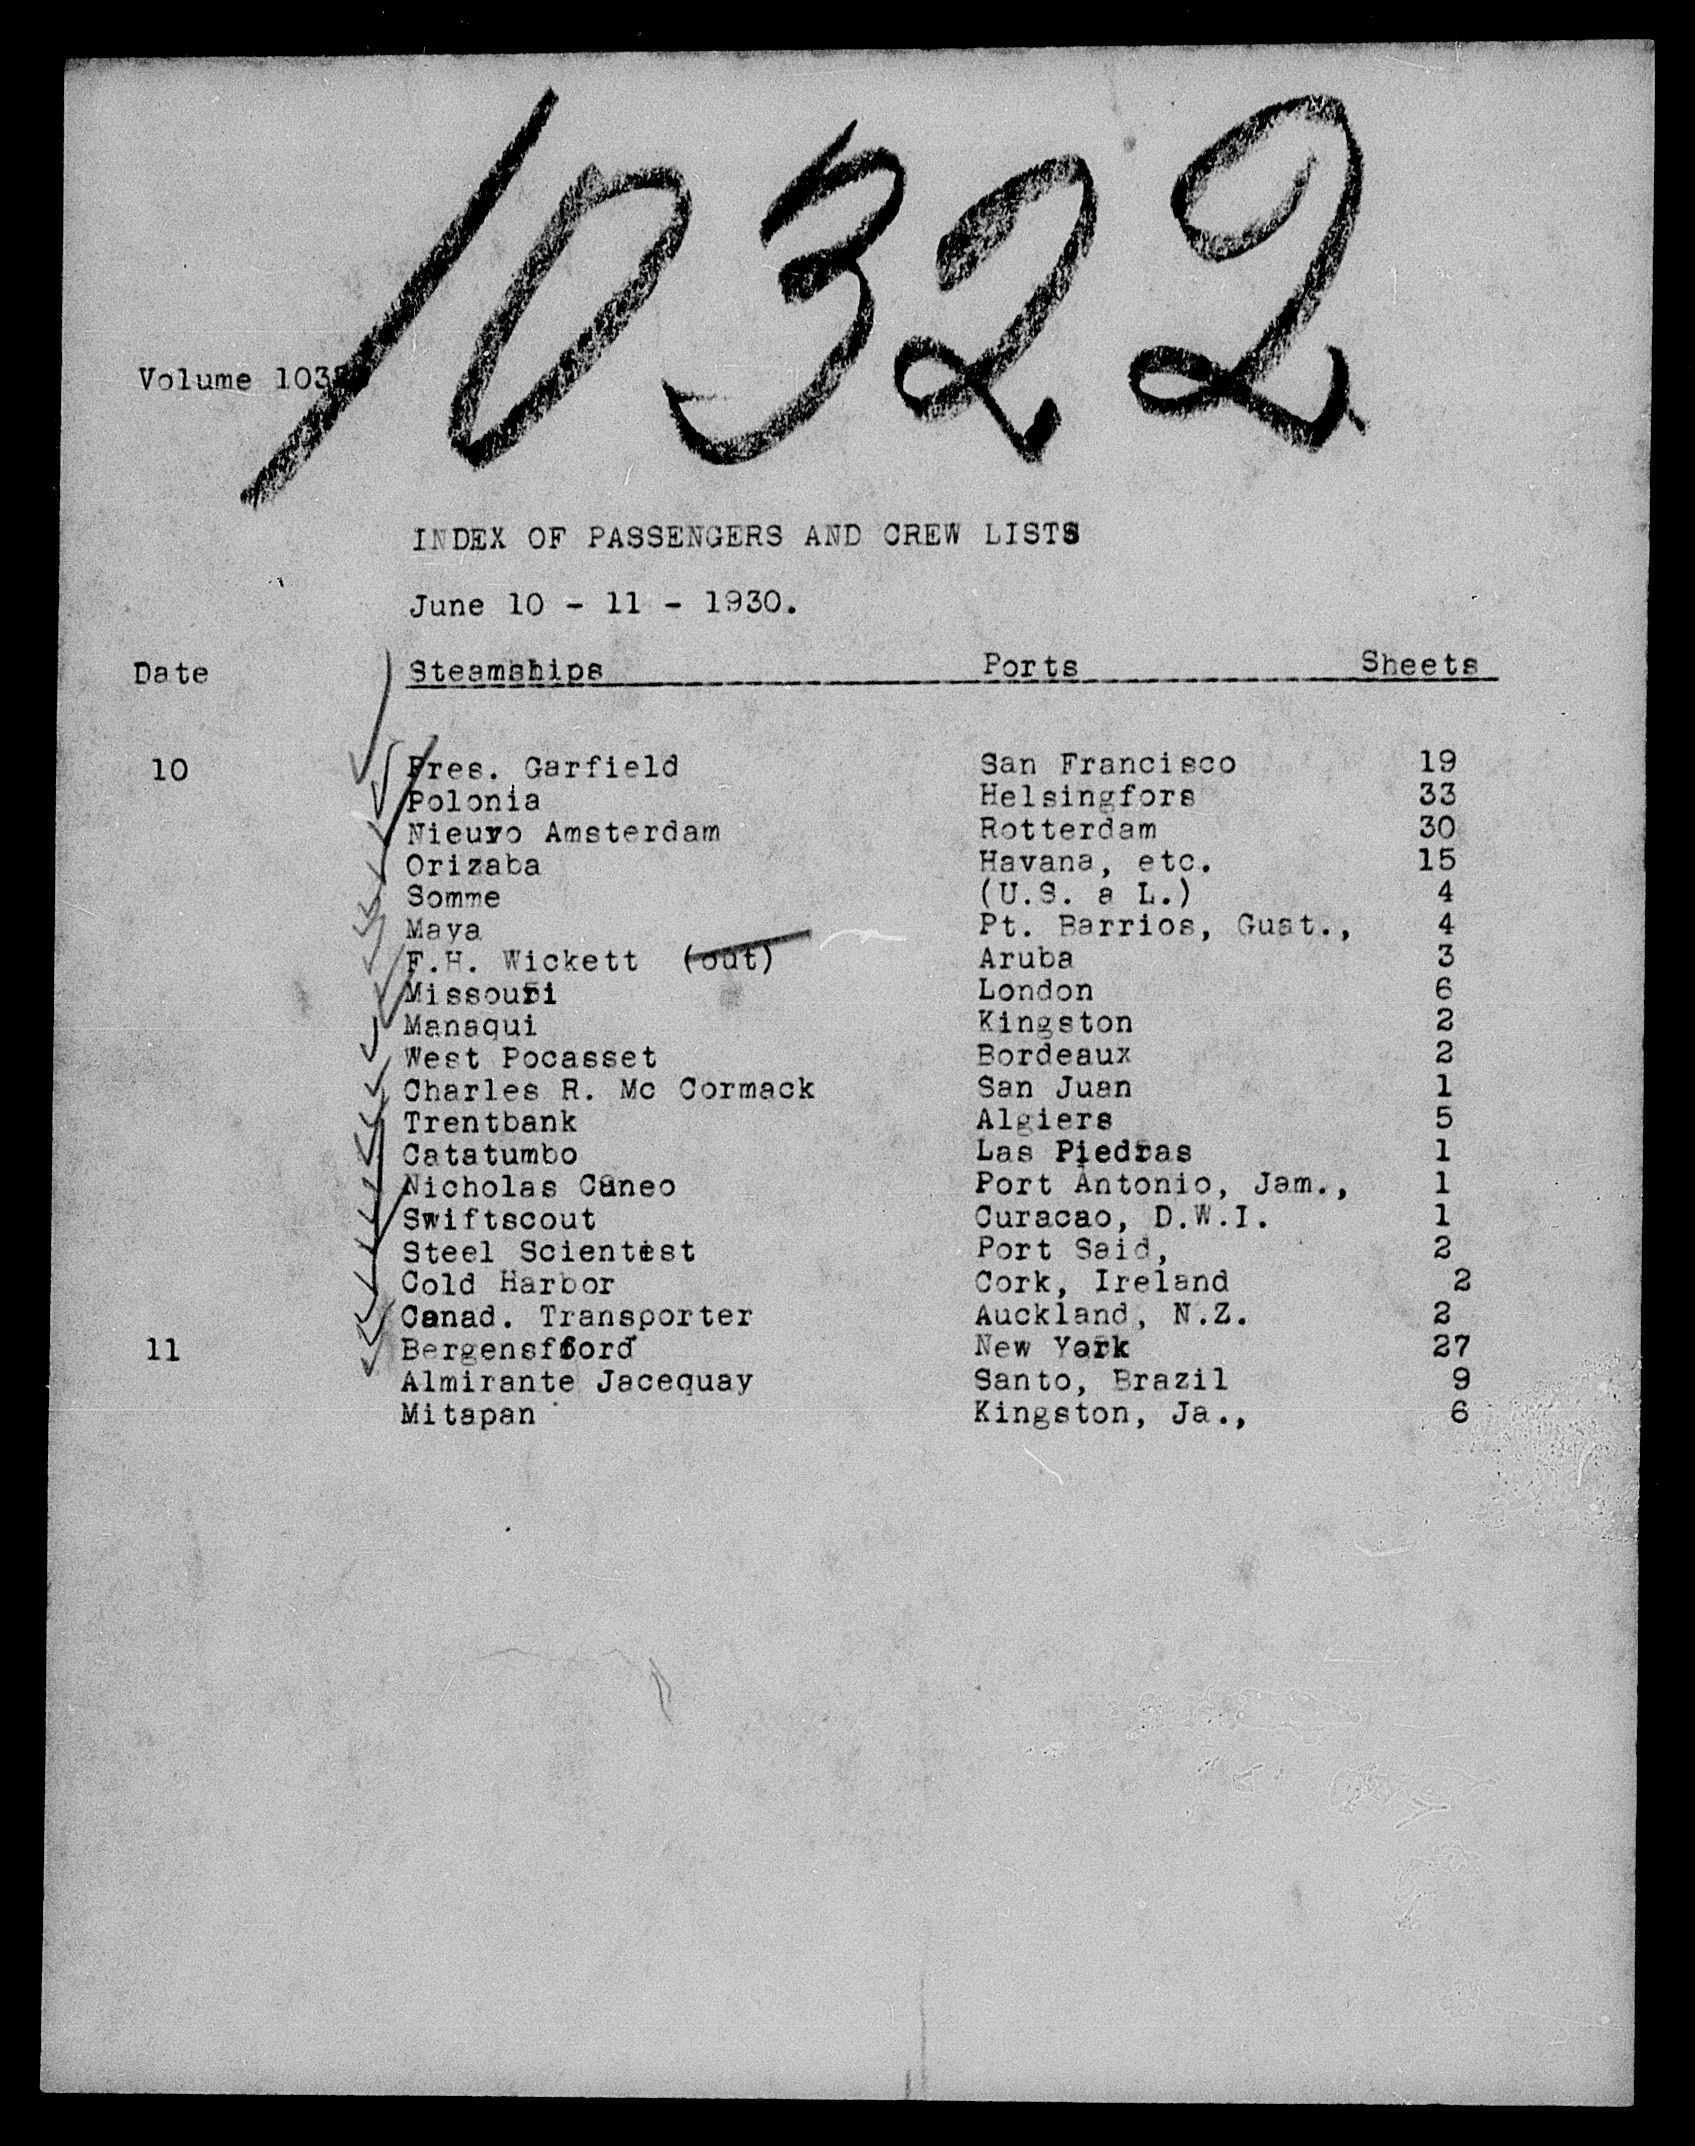 10322
Volume 103
INDEX OF PASSENGERS AND CREW LISTS
June 10 - 11 - 1930.
Date Steamships Ports Sheets
10 Pres. Garfield San Francisco 19
Polonia Helsingfors 33
Nieuvo Amsterdam Rotterdam 30
Orizaba Havana, etc. 15
Somme (U.S. a L.) 4
Maya Pt. Barrios, Guat., 4
F.H. Wickett (out) Aruba 3
Missouri London 6
Manaqui Kingston 2
West Pocasset Bordeaux 2
Charles R. Mc Cormack San Juan 1
Trentbank Algiers 5
Catatumbo Las Piedras 1
Nicholas Cuneo Port Antonio, Jam., 1
Swiftscout Curacao, D.W.I. 1
Steel Scientist Port Said, 2
Cold Harbor Cork, Ireland 2
Canad. Transporter Auckland, N.Z. 2
11 Bergensfford New York 27
Almirante Jacequay Santo, Brazil 9
Mitapan Kingston, Ja., 6